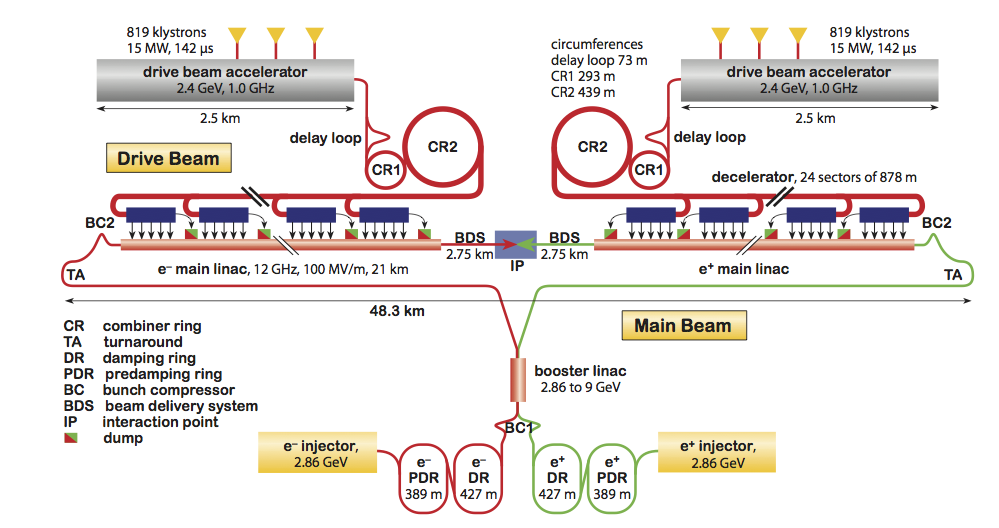 819 klystrons
15 MW, 142 µs
drive beam accelerator
2.4 GeV, 1.0 GHz
2.5 km
delay loop
CR1
CR2
Drive Beam
circumferences
delay loop 73 m
CR1 293 m
CR2 439 m
819 klystrons
15 MW, 142 µs
drive beam accelerator
2.4 GeV, 1.0 GHz
2.5 km
delay loop
CR2
CR1
decelerator, 24 sectors of 878 m
BC2
BDS
2.75 km
IP
BDS
2.75 km
BC2
TA
e– main linac, 12 GHz, 100 MV/m, 21 km
e+ main linac
TA
48.3 km
Main Beam
CR combiner ring
TA turnaround
DR damping ring
PDR predamping ring
BC bunch compressor
BDS beam delivery system
IP interaction point
dump
booster linac
2.86 to 9 GeV
BC1
e– injector,
2.86 GeV
e–
PDR
389 m
e–
DR
427 m
e+
DR
427 m
e+
PDR
389 m
e+ injector,
2.86 GeV